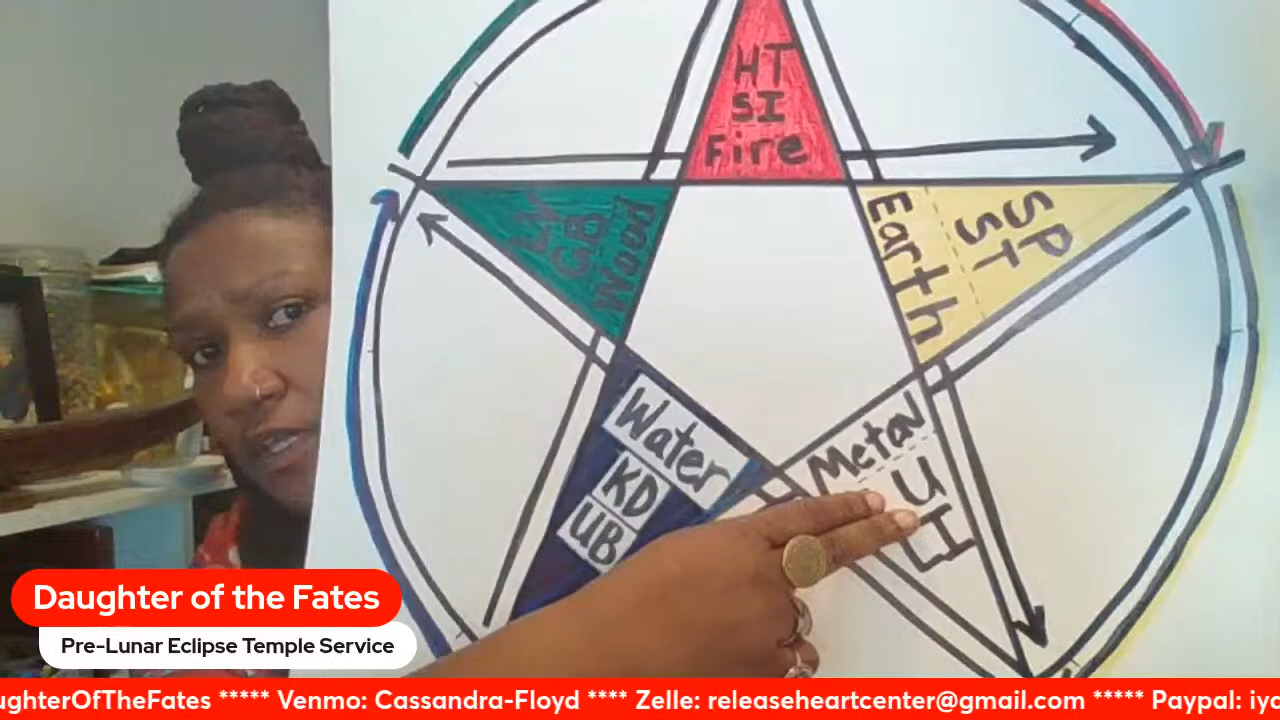 HT
SI
Fire
LV
GB
Wood
Earth
SP
ST
Water
KD
UB
Metal
U
LI
Daughter of the Fates
Pre-Lunar Eclipse Temple Service
ughterOfTheFates ***** Venmo: Cassandra-Floyd **** Zelle: releaseheartcenter@gmail.com ***** Paypal: iya